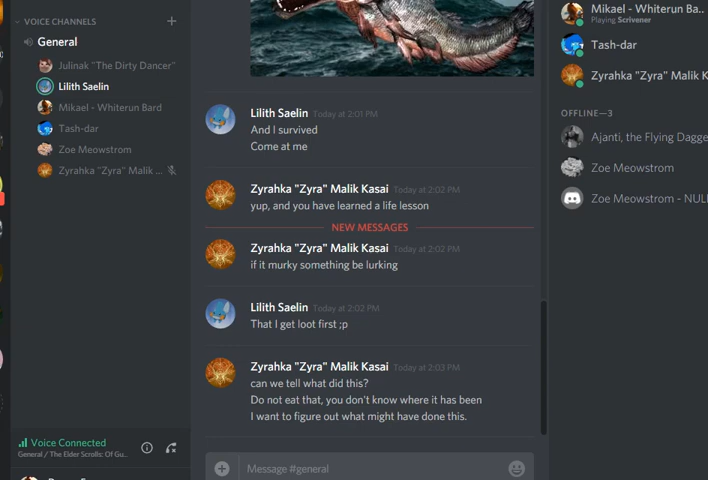 VOICE CHANNELS
General
Julinak "The Dirty Dancer"
Lilith Saelin
Mikael - Whiterun Bard
Tash-dar
Zoe Meowstrom
Zyrahka "Zyra" Malik ...
Voice Connected
General / The Elder Scrolls: Of Gu...
Lilith Saelin Today at 2:01 PM
And I survived
Come at me
Zyrahka "Zyra" Malik Kasai Today at 2:02 PM
yup, and you have learned a life lesson
NEW MESSAGES
Zyrahka "Zyra" Malik Kasai Today at 2:02 PM
if it murky something be lurking
Lilith Saelin Today at 2:02 PM
That I get loot first ;p
Zyrahka "Zyra" Malik Kasai Today at 2:03 PM
can we tell what did this?
Do not eat that, you don't know where it has been
I want to figure out what might have done this.
Message #general
Mikael - Whiterun Ba..
Playing Scrivener
Tash-dar
Zyrahka "Zyra" Malik K
OFFLINE—3
Ajanti, the Flying Dagge
Zoe Meowstrom
Zoe Meowstrom - NUL